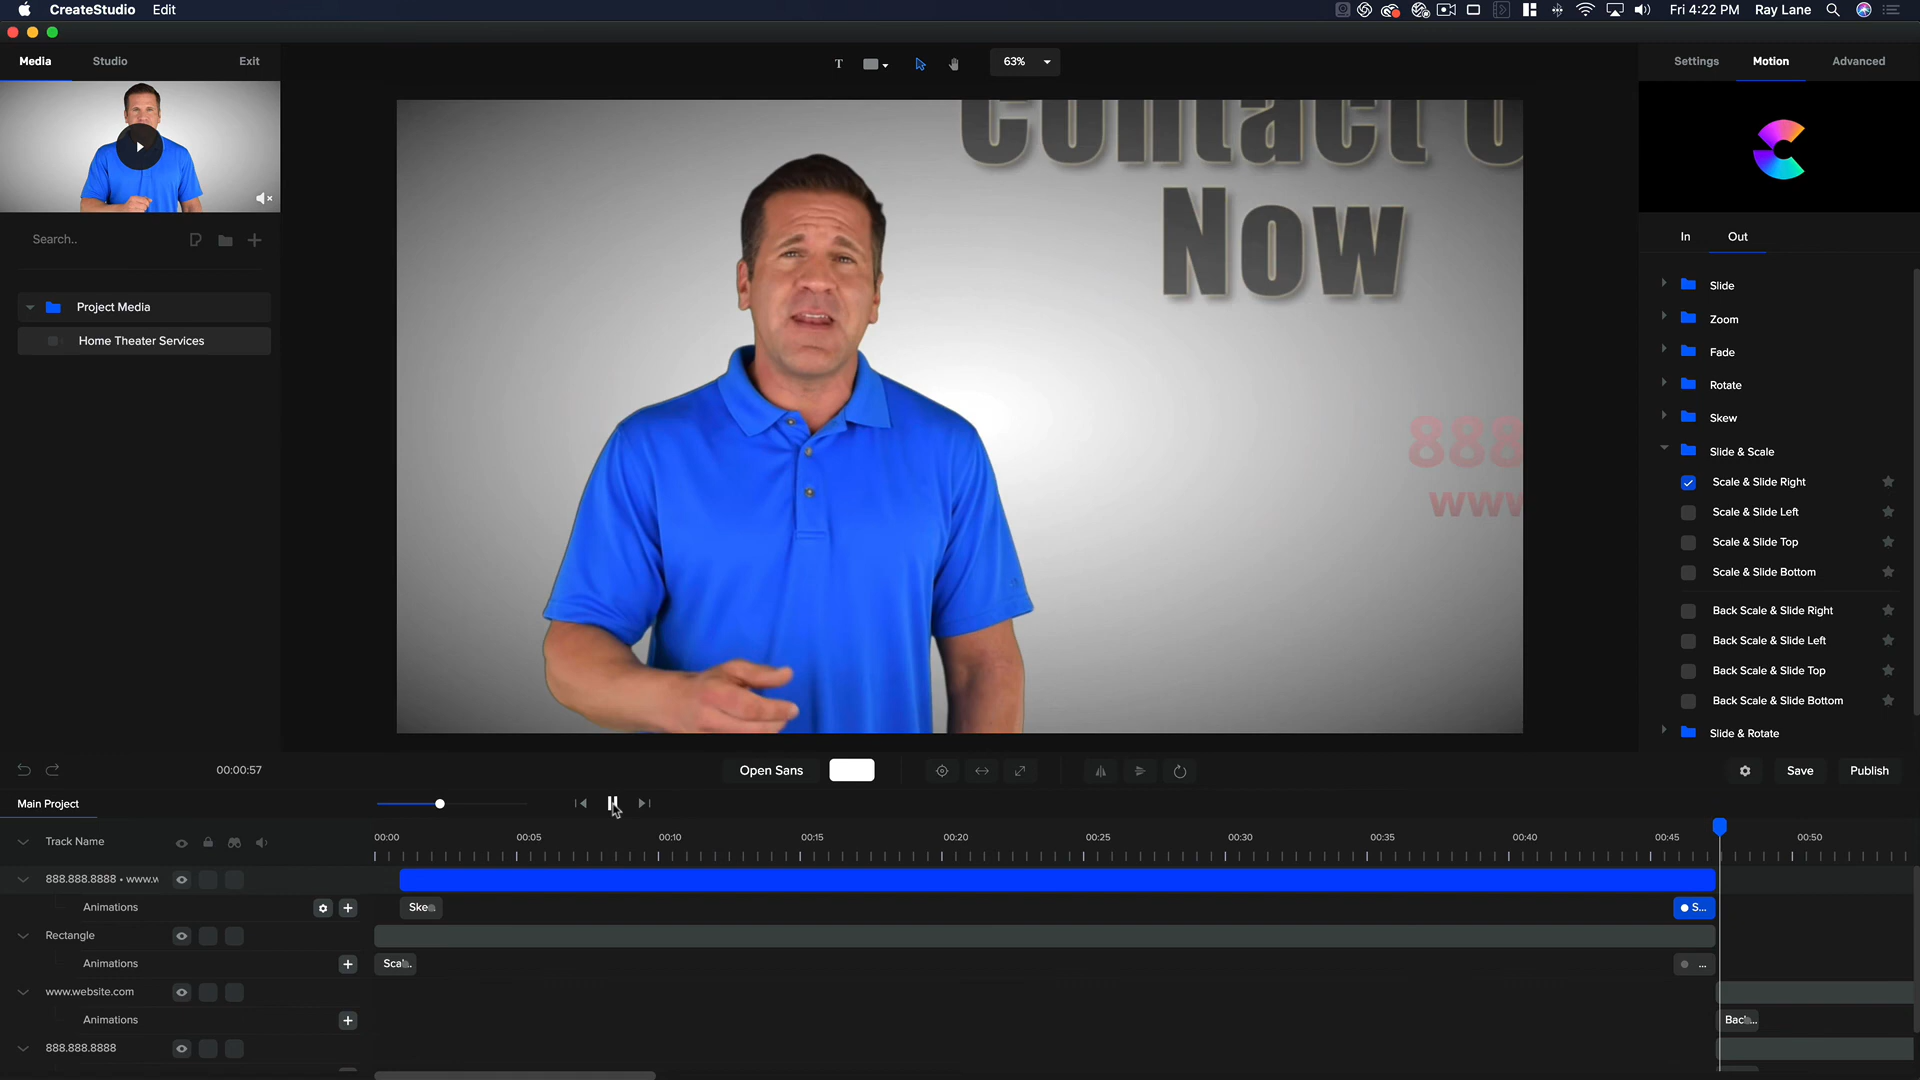 CreateStudio Edit
Fri 4:22 PM Ray Lane
Media Studio Exit
T 63%
Settings Motion Advanced
Search..
Project Media
Home Theater Services
Contact U
Now
888
www
In Out
Slide
Zoom
Fade
Rotate
Skew
Slide & Scale
Scale & Slide Right
Scale & Slide Left
Scale & Slide Top
Scale & Slide Bottom
Back Scale & Slide Right
Back Scale & Slide Left
Back Scale & Slide Top
Back Scale & Slide Bottom
Slide & Rotate
00:00:57
Open Sans
Save Publish
Main Project
Track Name
00:00 00:05 00:10 00:15 00:20 00:25 00:30 00:35 00:40 00:45 00:50
888.888.8888 • www.w
Animations Ske S...
Rectangle
Animations Scal.. ...
www.website.com
Animations Bac...
888.888.8888